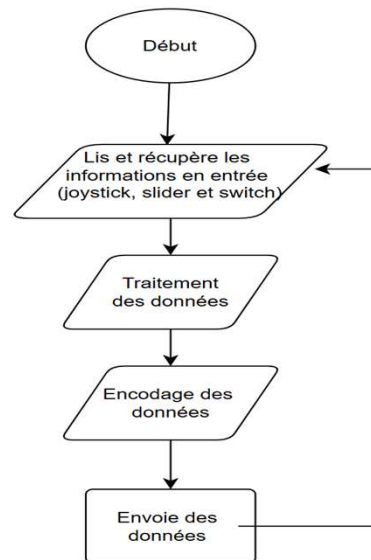 Début
Lis et récupère les
informations en entrée
(joystick, slider et switch)
Traitement
des données
Encodage des
données
Envoie des
données